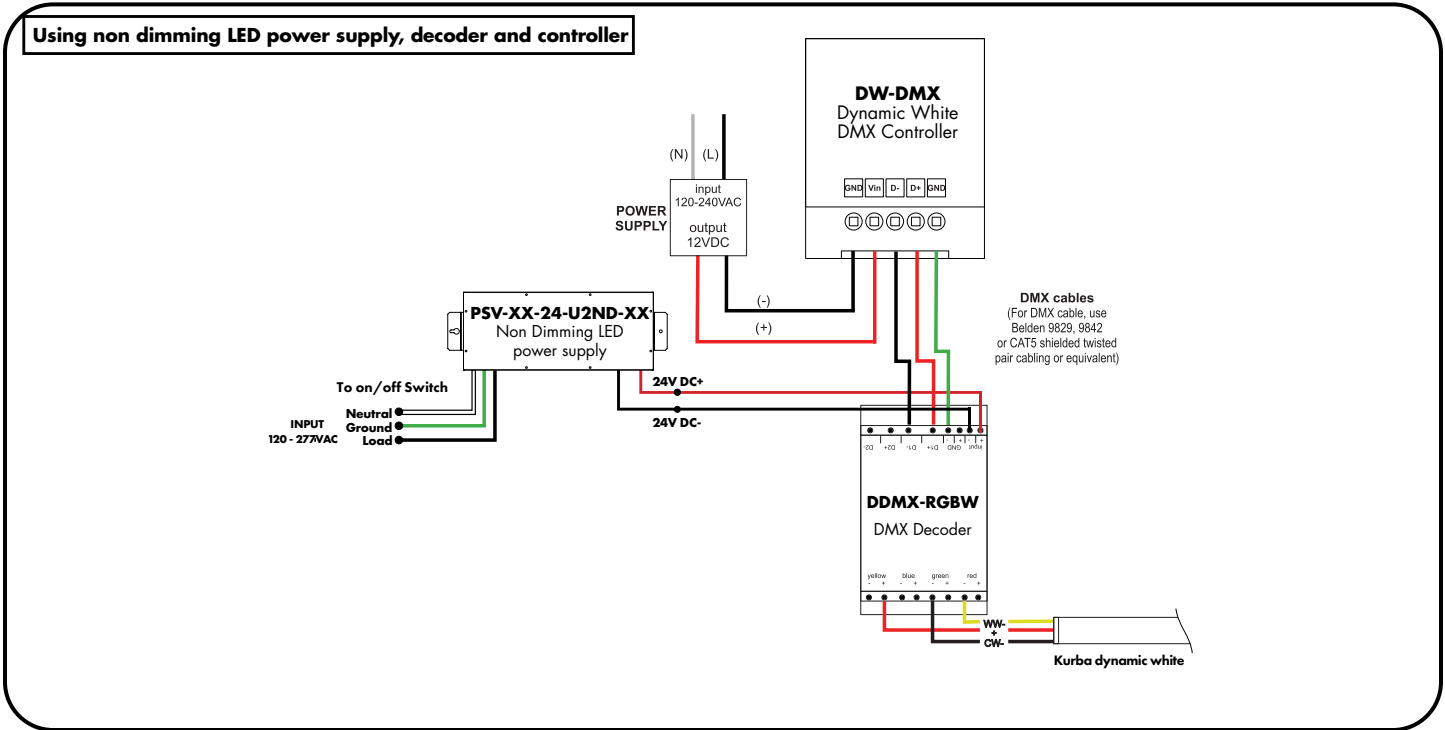 Using non dimming LED power supply, decoder and controller
DW-DMX
Dynamic White
DMX Controller
GND Vin D- D+ GND
(N) (L)
input
120-240VAC
output
12VDC
POWER
SUPPLY
(-)
(+)
DMX cables
(For DMX cable, use
Belden 9829, 9842
or CAT5 shielded twisted
pair cabling or equivalent)
PSV-XX-24-U2ND-XX
Non Dimming LED
power supply
To on/off Switch
Neutral
Ground
Load
INPUT
120 - 277VAC
24V DC+
24V DC-
D2- D2+ D1- D1+ GND input
- + - +
DDMX-RGBW
DMX Decoder
yellow blue green red
- + - + - + - +
WW-
+
CW-
Kurba dynamic white